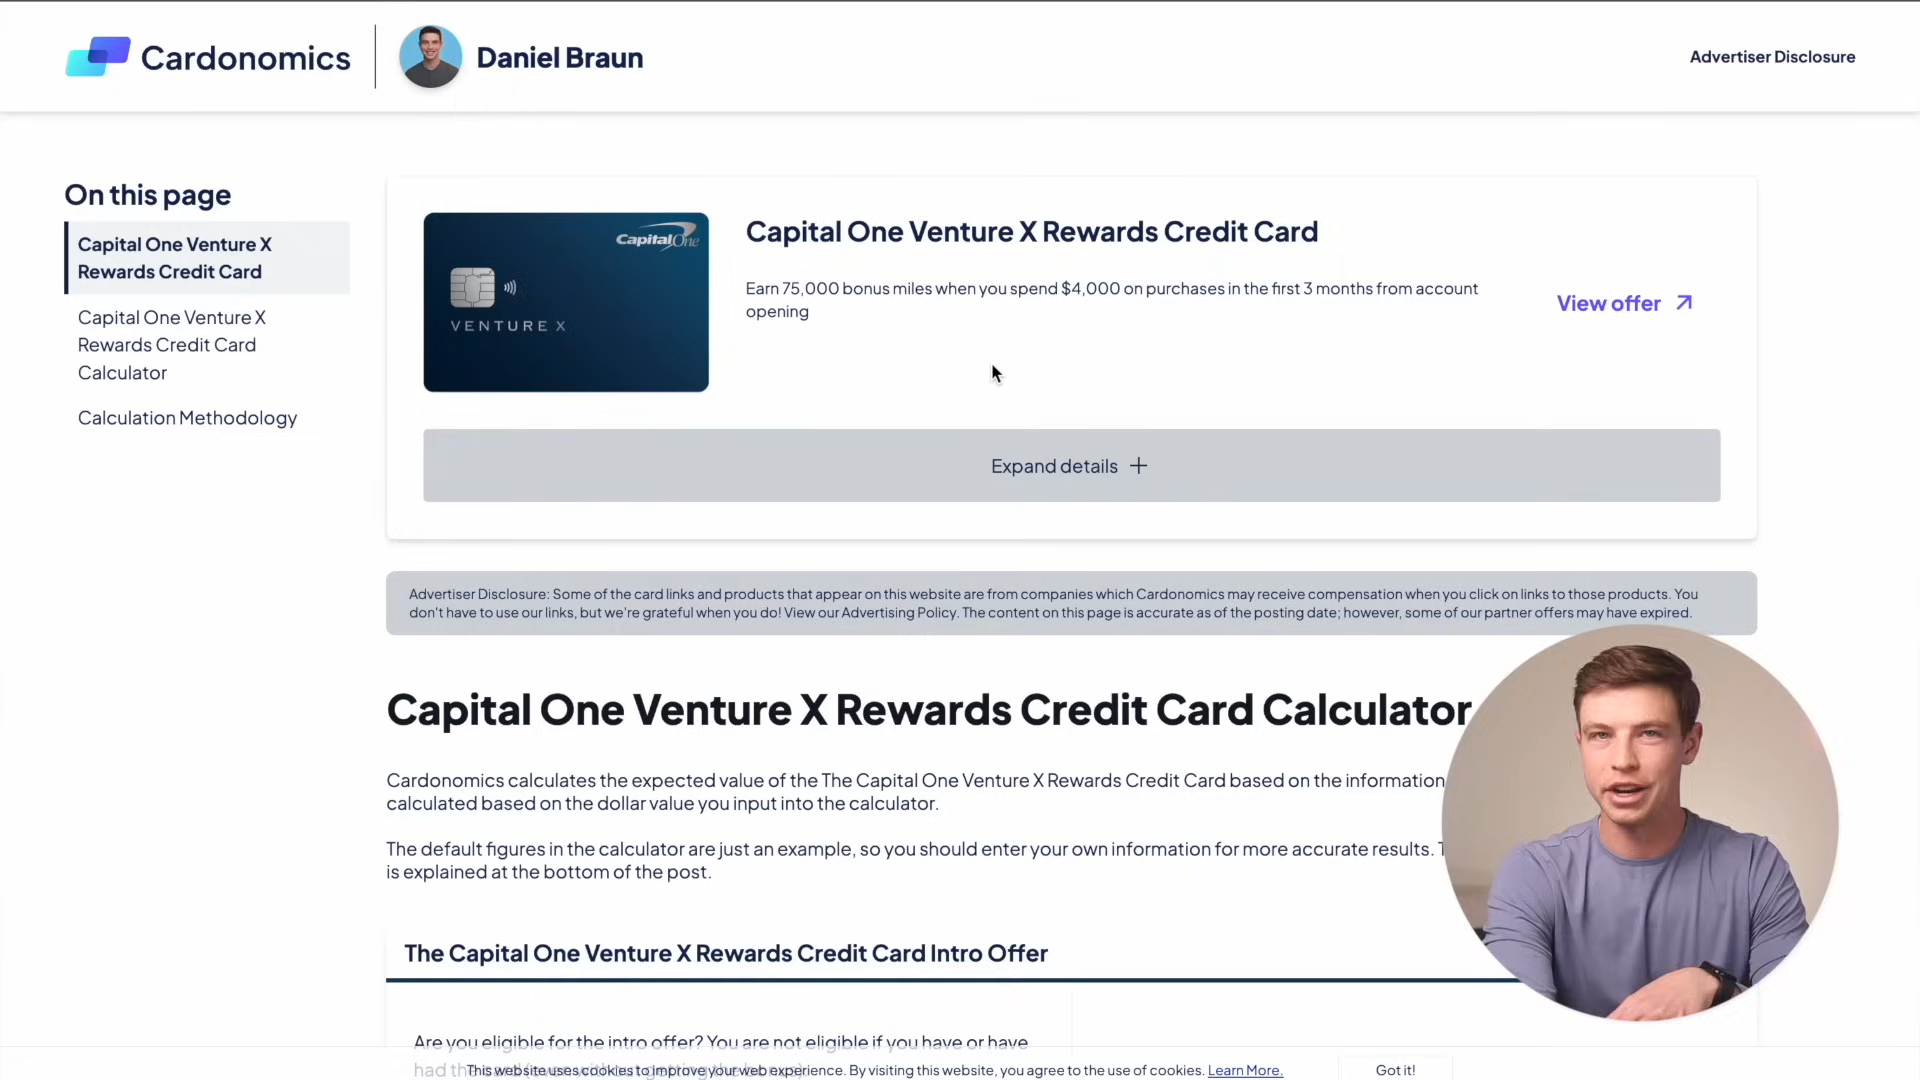 Cardonomics
Daniel Braun
Advertiser Disclosure
On this page
Capital One Venture X
Rewards Credit Card
Capital One Venture X
Rewards Credit Card
Calculator
Calculation Methodology
Capital One
VENTURE X
Capital One Venture X Rewards Credit Card
Earn 75,000 bonus miles when you spend $4,000 on purchases in the first 3 months from account
opening
View offer
Expand details +
Advertiser Disclosure: Some of the card links and products that appear on this website are from companies which Cardonomics may receive compensation when you click on links to those products. You
don't have to use our links, but we're grateful when you do! View our Advertising Policy. The content on this page is accurate as of the posting date; however, some of our partner offers may have expired.
Capital One Venture X Rewards Credit Card Calculator
Cardonomics calculates the expected value of the The Capital One Venture X Rewards Credit Card based on the information
calculated based on the dollar value you input into the calculator.
The default figures in the calculator are just an example, so you should enter your own information for more accurate results.
is explained at the bottom of the post.
The Capital One Venture X Rewards Credit Card Intro Offer
Are you eligible for the intro offer? You are not eligible if you have or have
had the
This website uses cookies to improve your web experience. By visiting this website, you agree to the use of cookies. Learn More.
Got it!